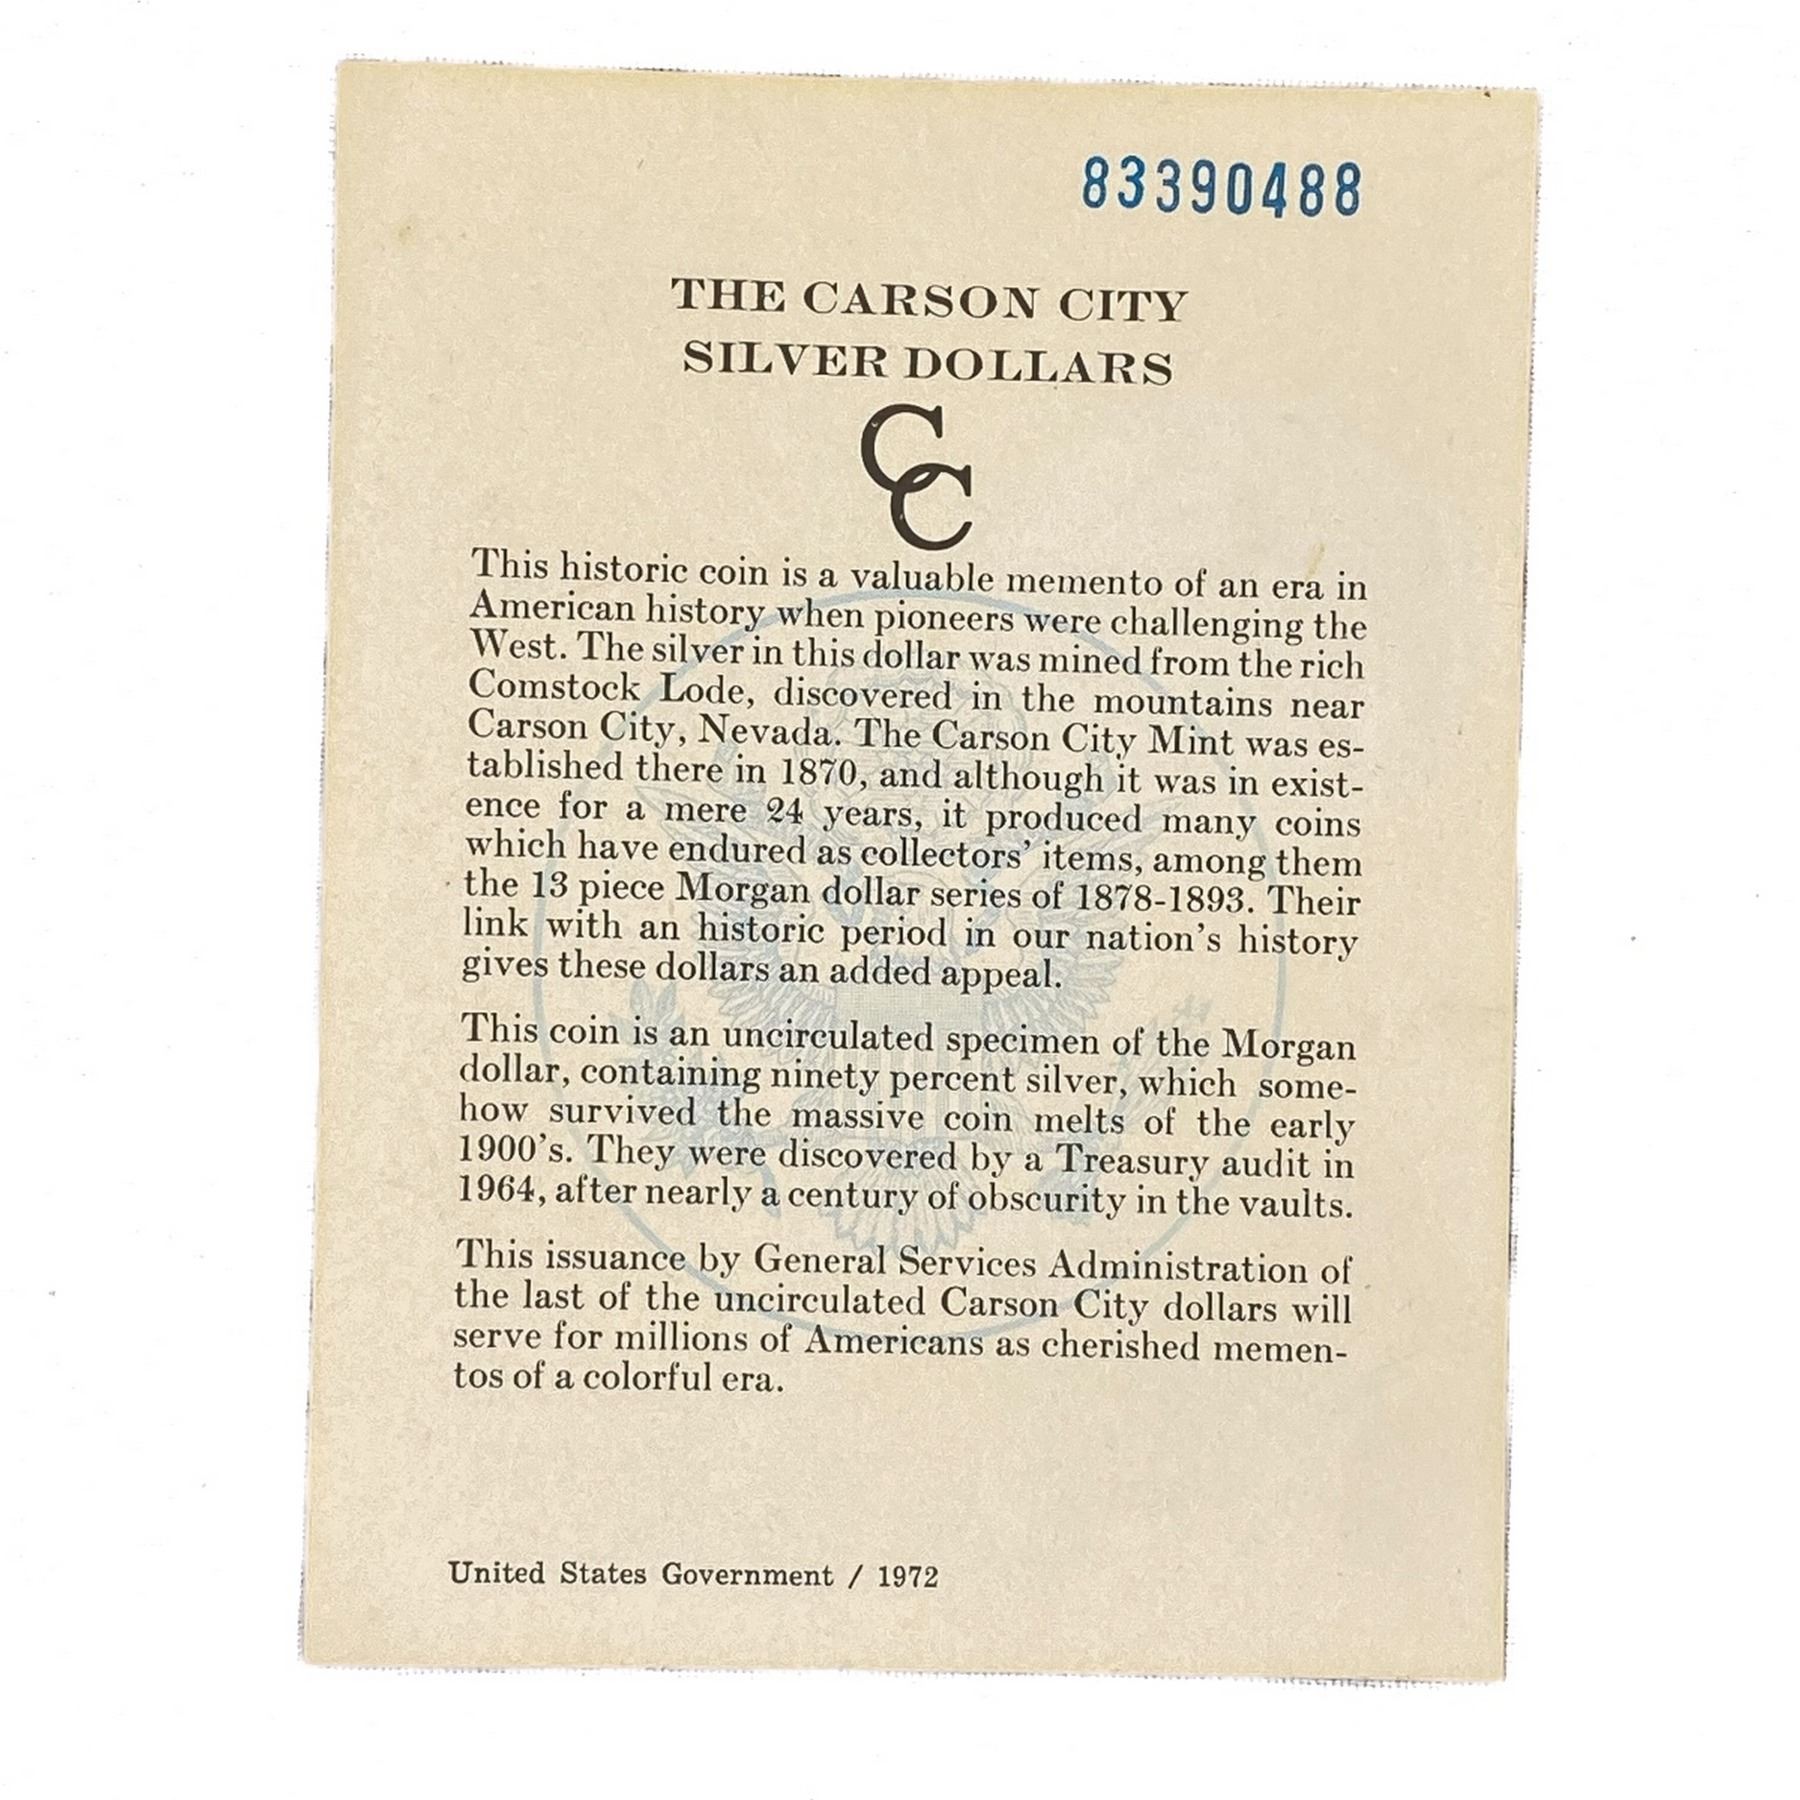 83390488
THE CARSON CITY
SILVER DOLLARS
CC
This historic coin is a valuable memento of an era in
American history when pioneers were challenging the
West. The silver in this dollar was mined from the rich
Comstock Lode, discovered in the mountains near
Carson City, Nevada. The Carson City Mint was es-
tablished there in 1870, and although it was in exist-
ence for a mere 24 years, it produced many coins
which have endured as collectors' items, among them
the 13 piece Morgan dollar series of 1878-1893. Their
link with an historic period in our nation's history
gives these dollars an added appeal.
This coin is an uncirculated specimen of the Morgan
dollar, containing ninety percent silver, which some-
how survived the massive coin melts of the early
1900's. They were discovered by a Treasury audit in
1964, after nearly a century of obscurity in the vaults.
This issuance by General Services Administration of
the last of the uncirculated Carson City dollars will
serve for millions of Americans as cherished memen-
tos of a colorful era.
United States Government / 1972